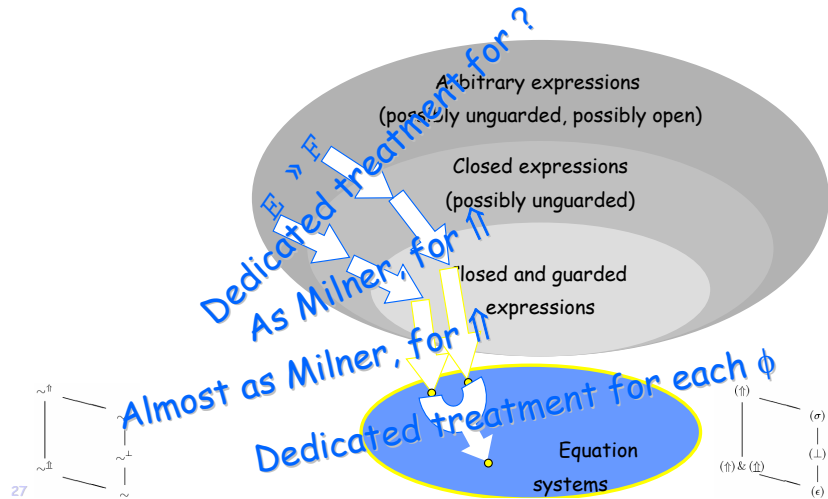 Dedicated treatment for ?
Arbitrary expressions
(possibly unguarded, possibly open)
E » F
Closed expressions
(possibly unguarded)
As Milner, for ⇑
Closed and guarded
expressions
Almost as Milner, for ⇑
Dedicated treatment for each ϕ
Equation
systems
∼⇑
∼⊥
∼
(⇑)
(σ)
(⊥)
(⇑) & (⇑)
(ϵ)
27